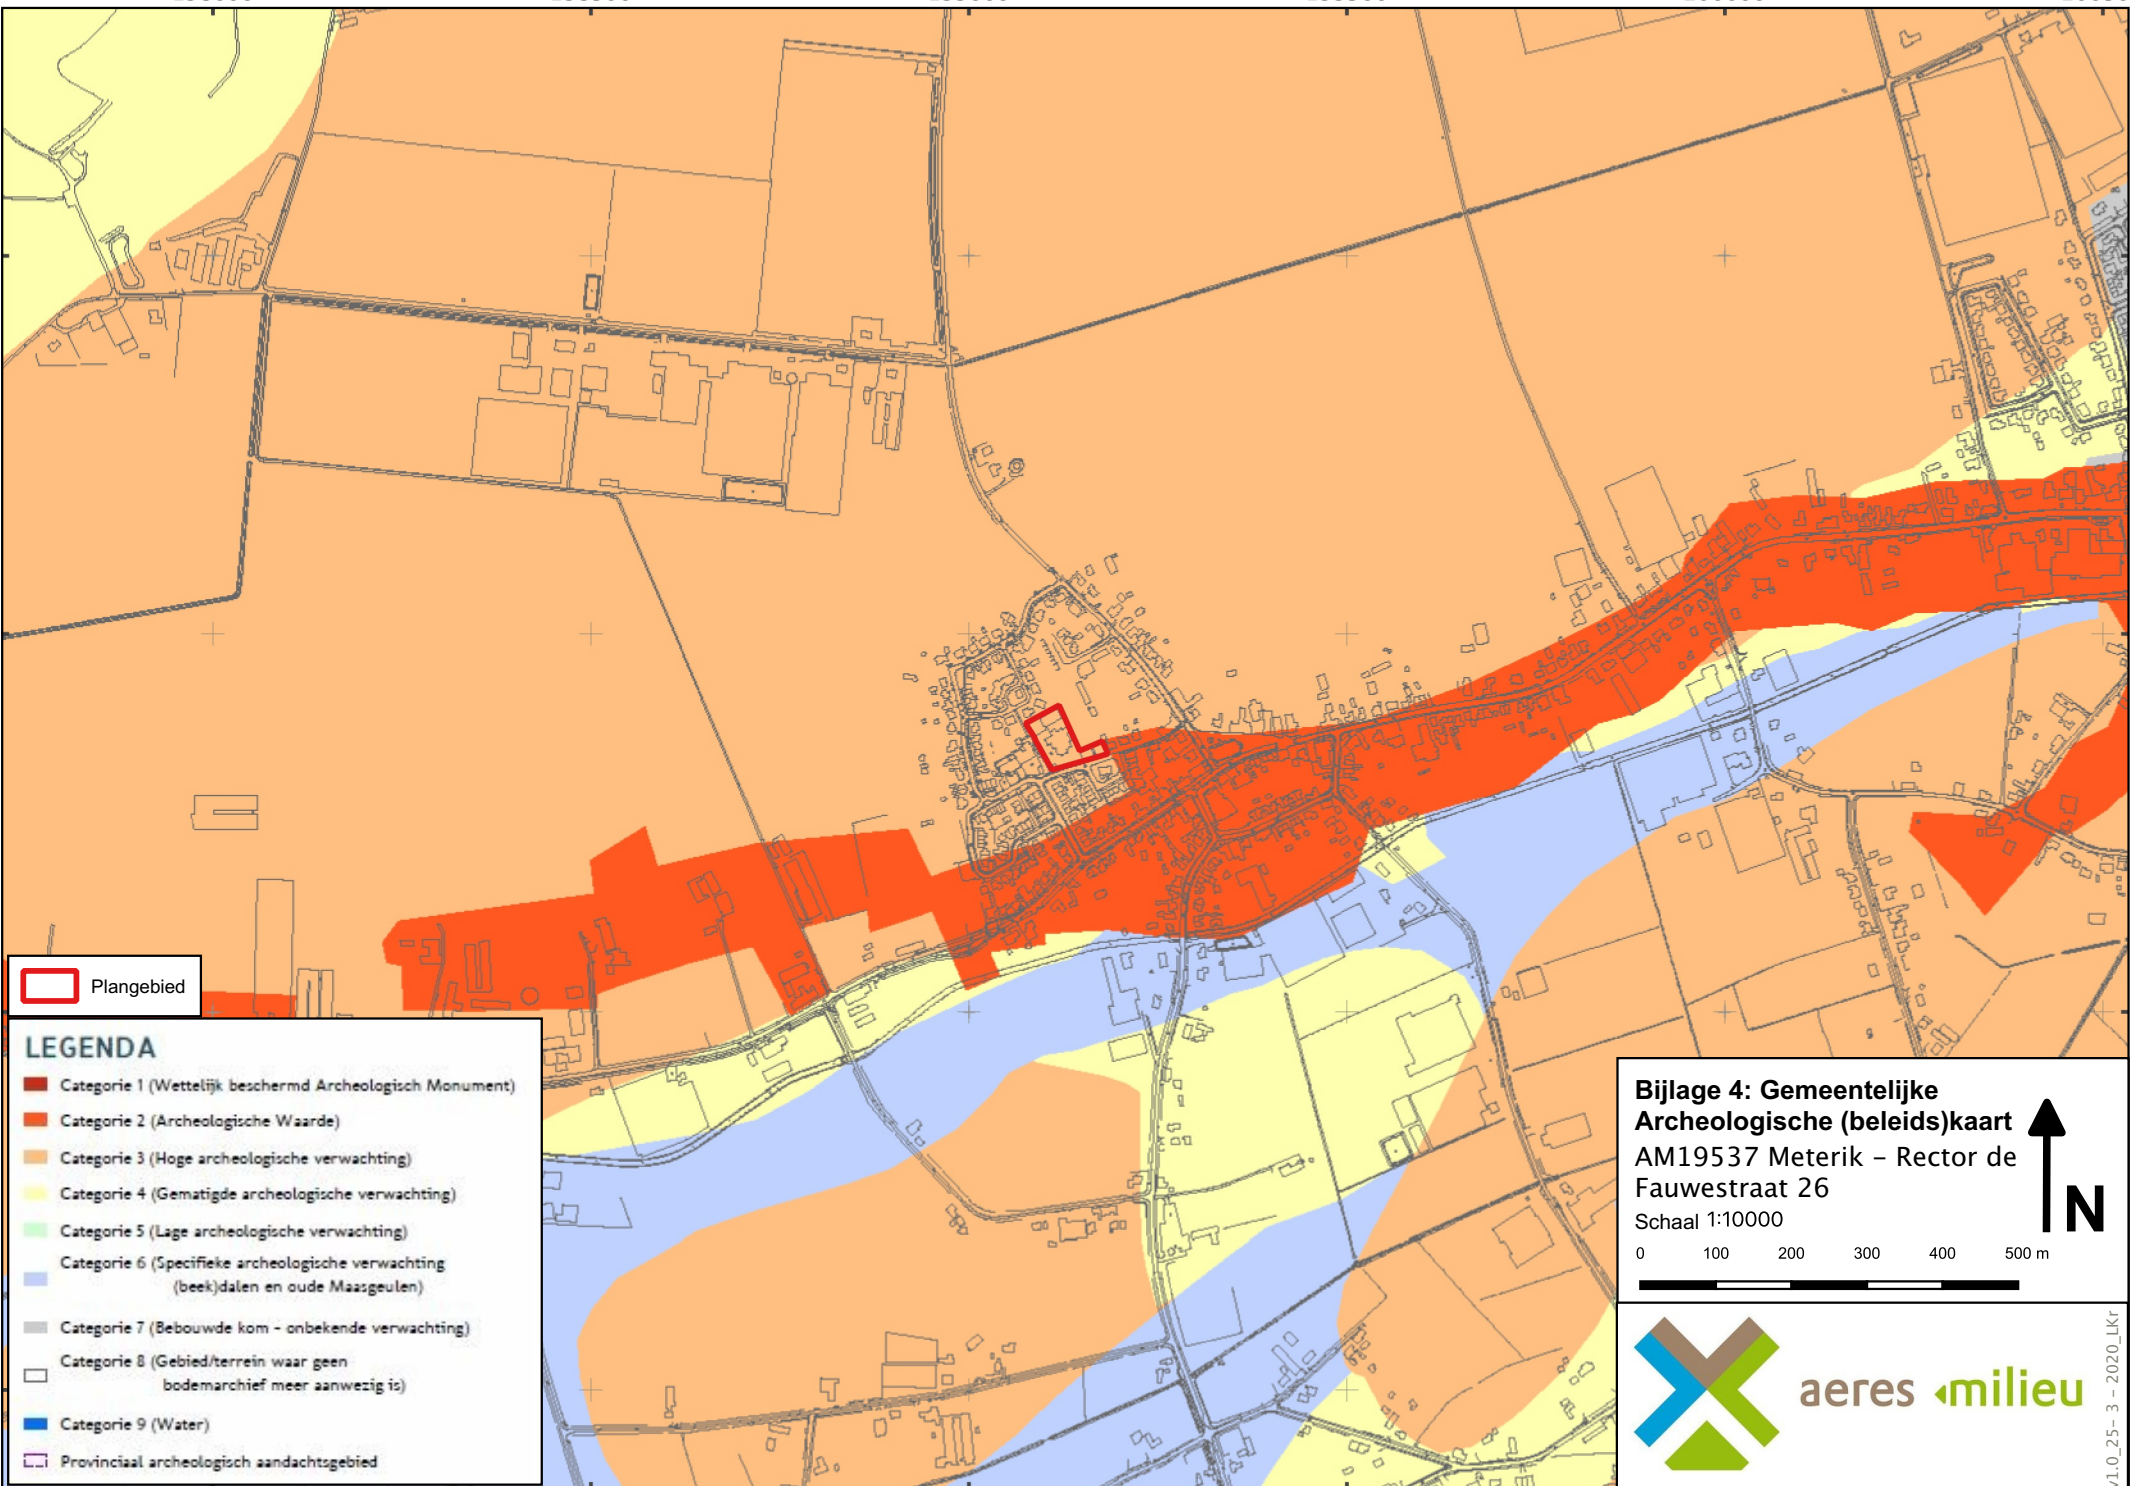 Plangebied
LEGENDA
Categorie 1 (Wettelijk beschermd Archeologisch Monument)
Categorie 2 (Archeologische Waarde)
Categorie 3 (Hoge archeologische verwachting)
Categorie 4 (Gematigde archeologische verwachting)
Categorie 5 (Lage archeologische verwachting)
Categorie 6 (Specifieke archeologische verwachting
(beek)dalen en oude Maasgeulen)
Categorie 7 (Bebouwde kom - onbekende verwachting)
Categorie 8 (Gebied/terrein waar geen
bodemarchief meer aanwezig is)
Categorie 9 (Water)
Provinciaal archeologisch aandachtsgebied
Bijlage 4: Gemeentelijke
Archeologische (beleids)kaart
AM19537 Meterik – Rector de
Fauwestraat 26
Schaal 1:10000
0 100 200 300 400 500 m
N
aeres milieu
v1.0_25– 3 – 2020_LKr